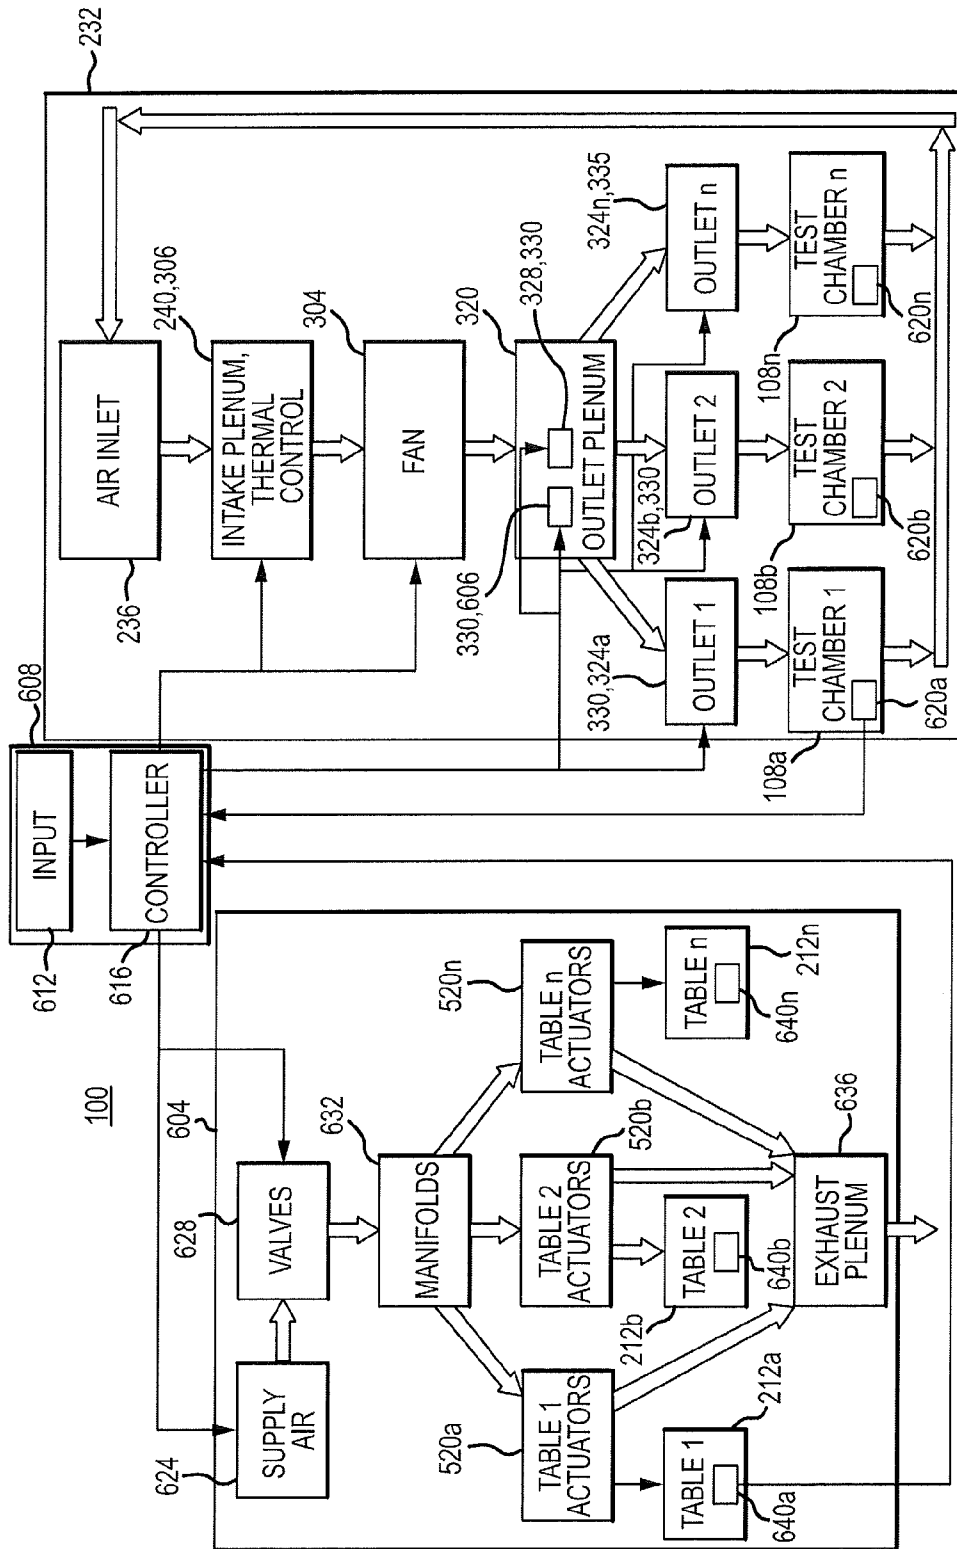 100
608
INPUT
612
CONTROLLER
616
604
SUPPLY
AIR
624
VALVES
628
MANIFOLDS
632
TABLE 1
ACTUATORS
520a
TABLE 2
ACTUATORS
520b
TABLE n
ACTUATORS
520n
TABLE 1
212a
640a
TABLE 2
212b
640b
TABLE n
212n
640n
EXHAUST
PLENUM
636
232
AIR INLET
236
INTAKE PLENUM,
THERMAL
CONTROL
240,306
FAN
304
OUTLET PLENUM
320
328,330
330,606
OUTLET 1
330,324a
OUTLET 2
324b,330
OUTLET n
324n,335
TEST
CHAMBER 1
108a
620a
TEST
CHAMBER 2
108b
620b
TEST
CHAMBER n
108n
620n